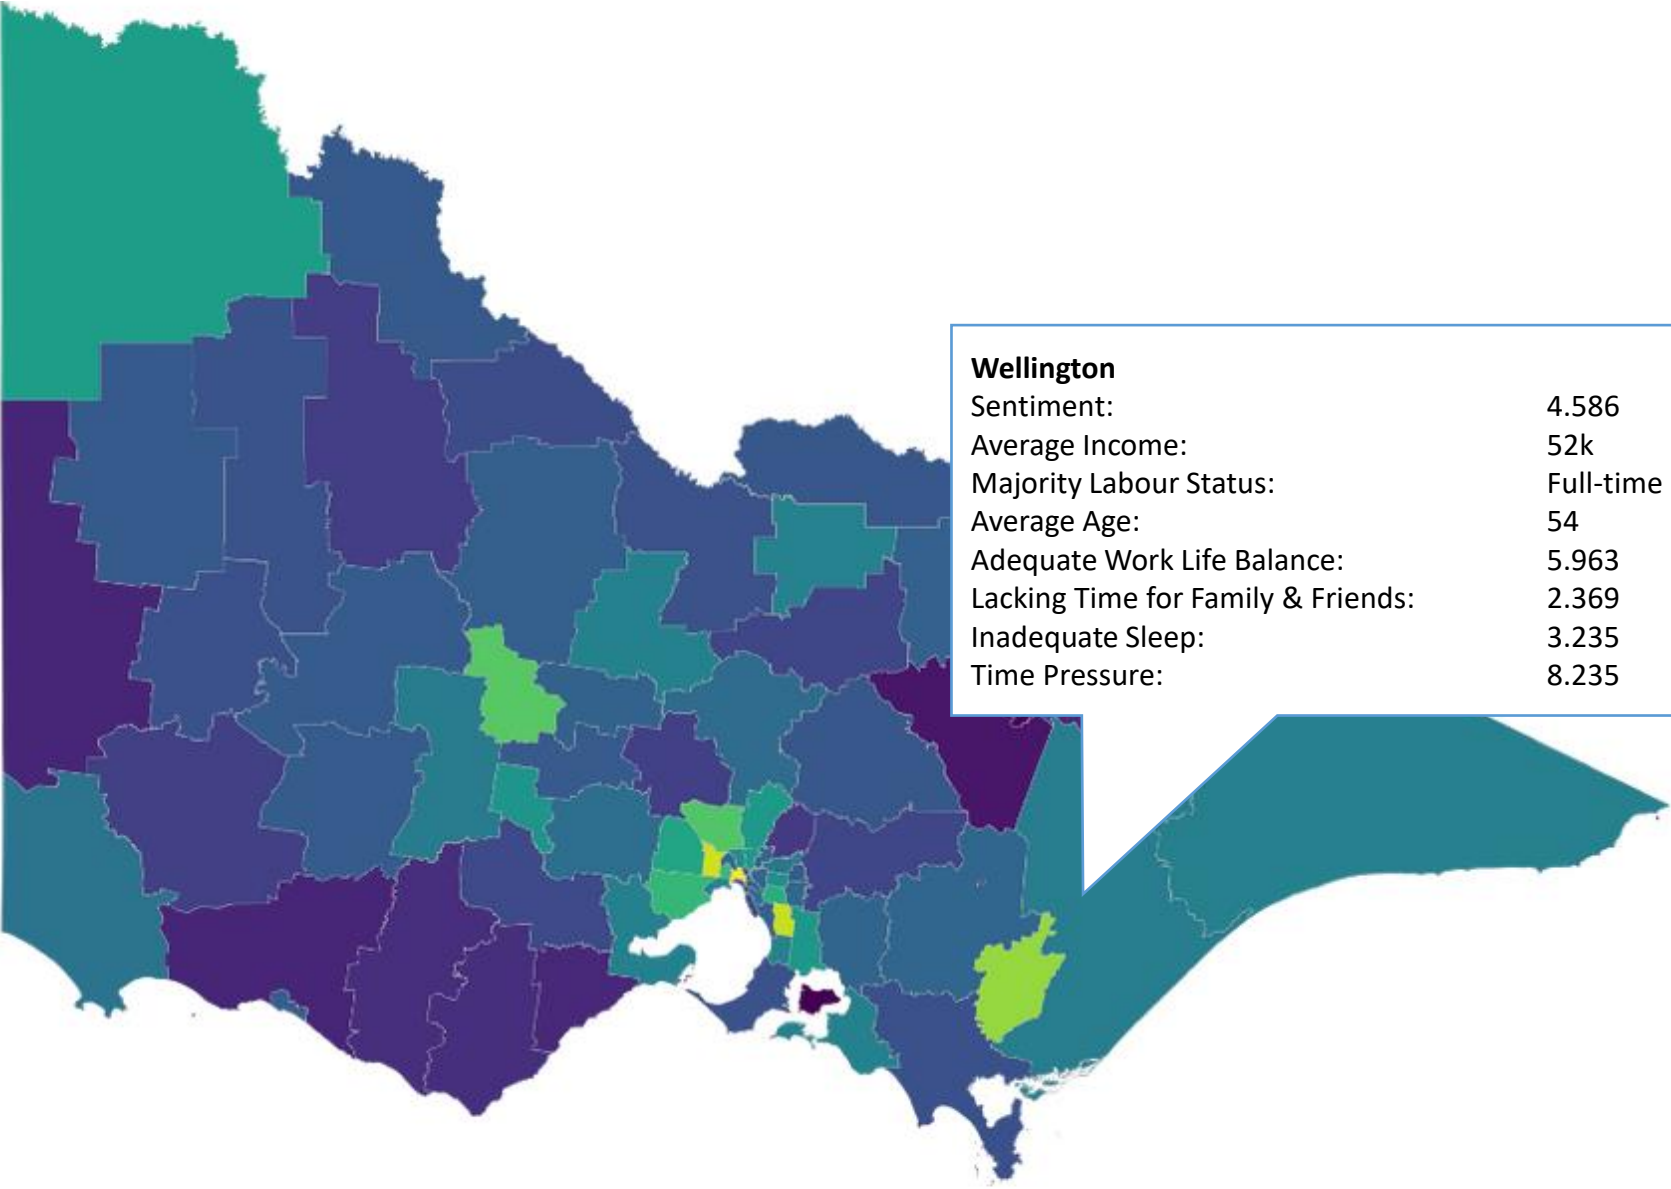 Wellington
Sentiment: 4.586
Average Income: 52k
Majority Labour Status: Full-time
Average Age: 54
Adequate Work Life Balance: 5.963
Lacking Time for Family & Friends: 2.369
Inadequate Sleep: 3.235
Time Pressure: 8.235